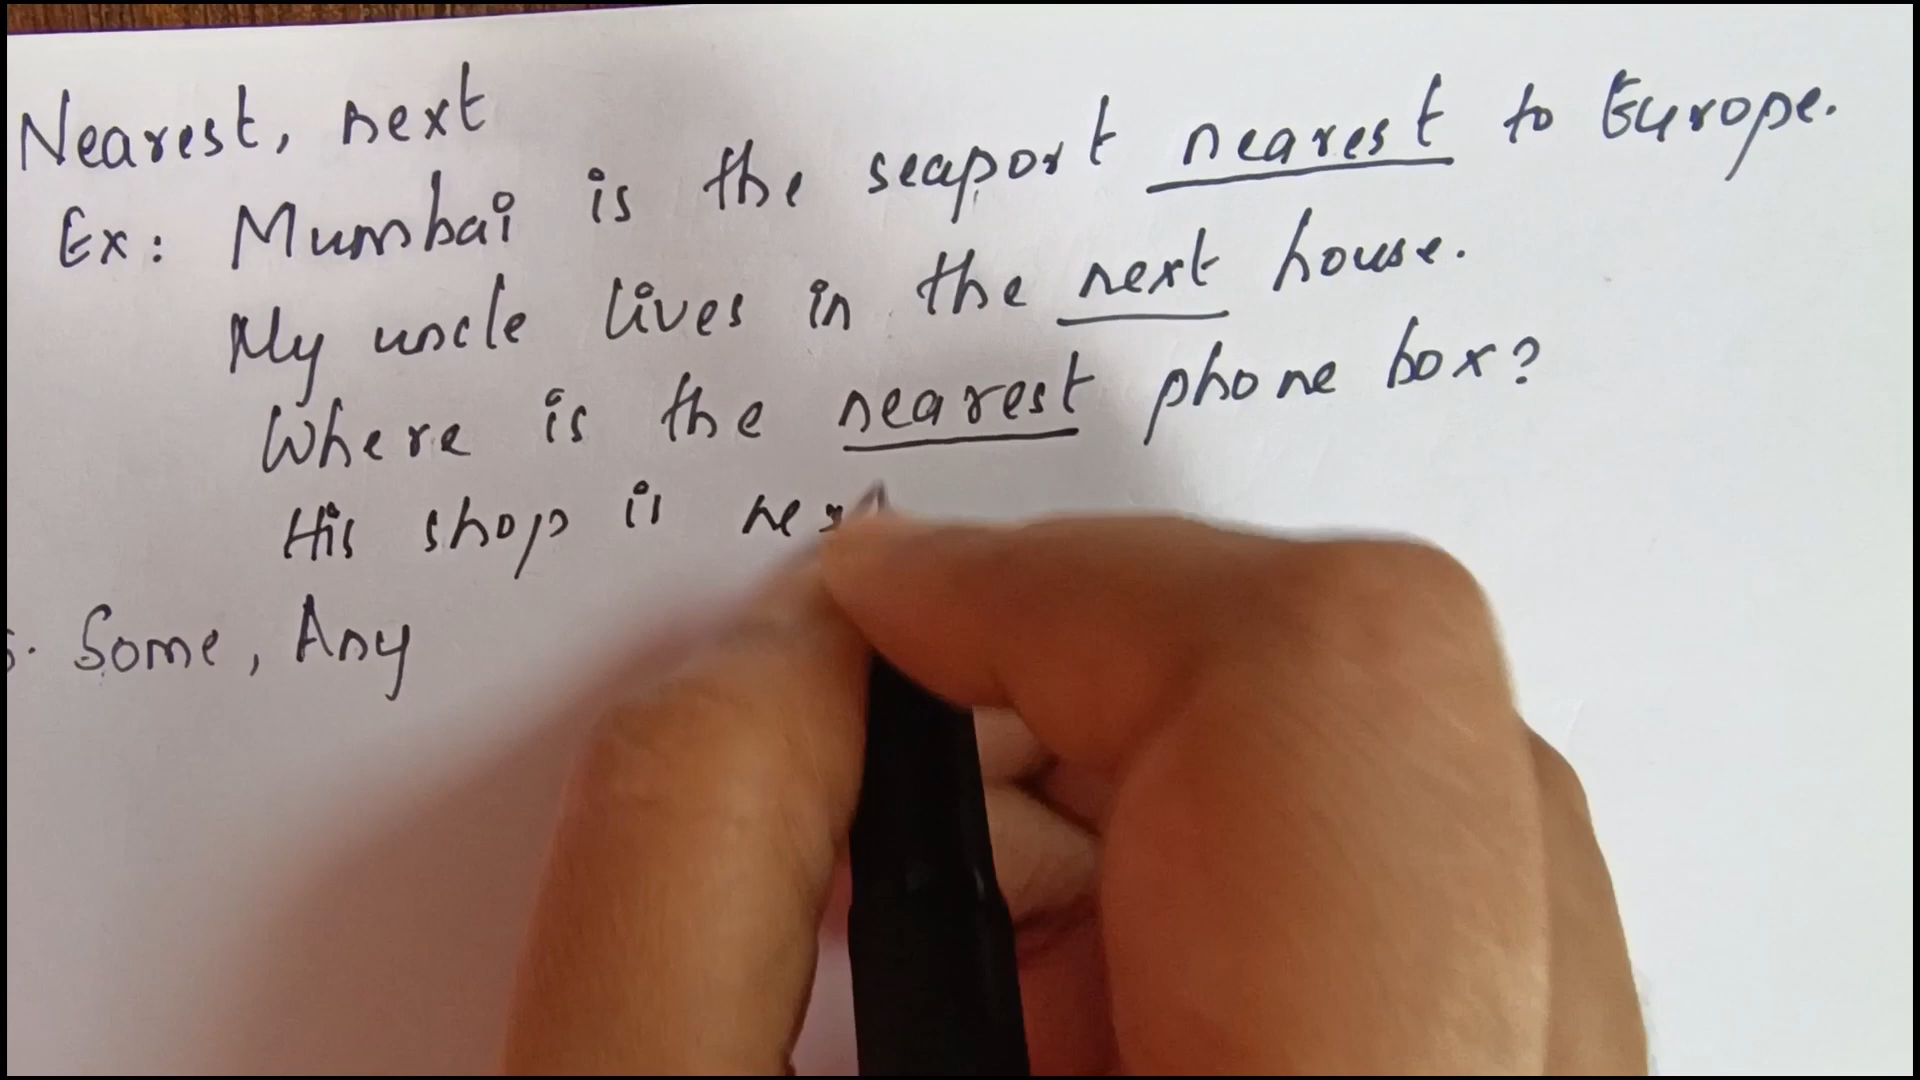 Nearest, next
Ex: Mumbai is the seaport nearest to Europe.
My uncle lives in the next house.
Where is the nearest phone box?
His shop is
Some, Any